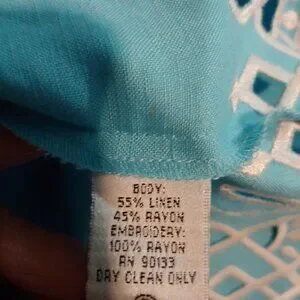 BODY:
55% LINEN
45% RAYON
EMBROIDERY:
100% RAYON
RN 90133
DRY CLEAN ONLY